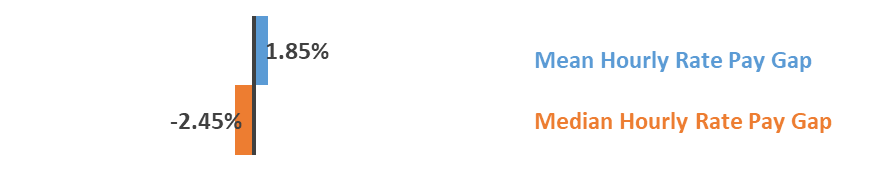 1.85%
Mean Hourly Rate Pay Gap
-2.45%
Median Hourly Rate Pay Gap